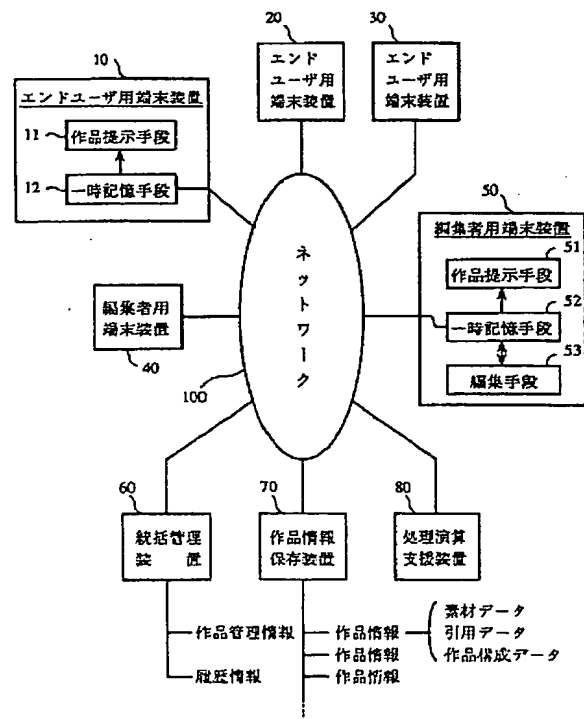 10
エンドユーザ用端末装置
11
作品提示手段
12
一時記憶手段
20
エンド
ユーザ用
端末装置
30
エンド
ユーザ用
端末装置
50
編集者用端末装置
51
作品提示手段
52
一時記憶手段
53
編集手段
編集者用
端末装置
40
ネットワーク
100
60
統括管理
装置
作品管理情報
履歴情報
70
作品情報
保存装置
作品情報
作品情報
作品情報
素材データ
引用データ
作品構成データ
80
処理演算
支援装置